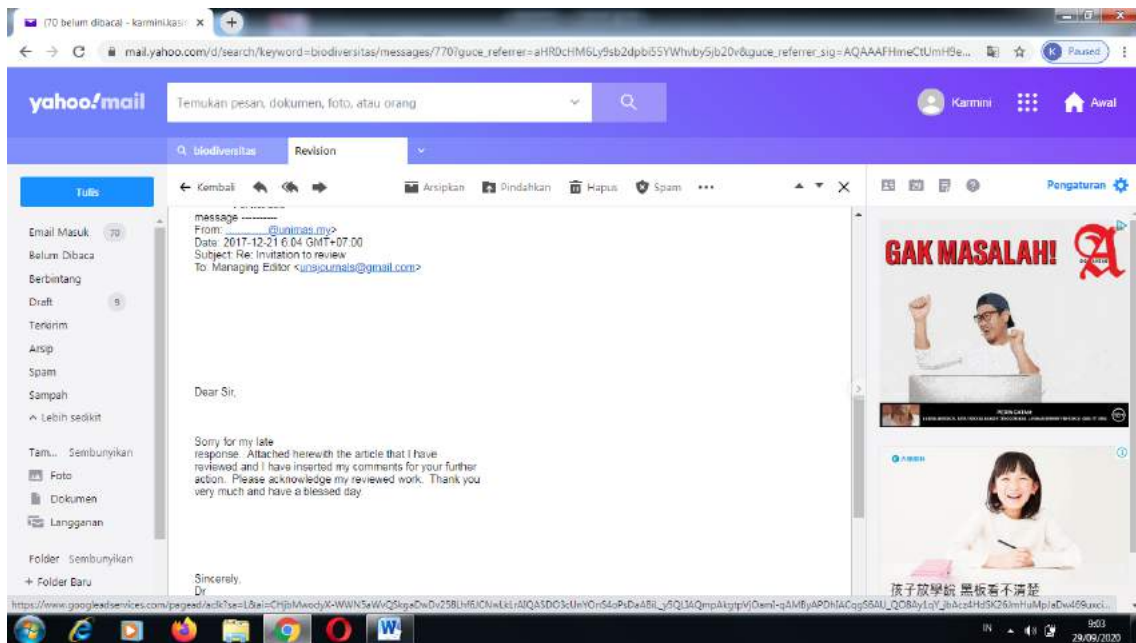 (70 belum dibaca) - karmini.kasi
mail.yahoo.com/d/search/keyword=biodiversitas/messages/770?guce_referrer=
Paused
yahoo!mail
Temukan pesan, dokumen, foto, atau orang
Karmini
Awal
biodiversitas
Revision
Tulis
Kembali
Arsipkan
Pindahkan
Hapus
Spam
Pengaturan
Email Masuk 70
Belum Dibaca
Berbintang
Draft 9
Terkirim
Arsip
Spam
Sampah
Lebih sedikit
Tam... Sembunyikan
Foto
Dokumen
Langganan
Folder Sembunyikan
+ Folder Baru
message ----------
From: @unimas.my>
Date: 2017-12-21 6:04 GMT+07:00
Subject: Re: Invitation to review
To: Managing Editor <unsjournals@gmail.com>
Dear Sir,
Sorry for my late
response. Attached herewith the article that I have
reviewed and I have inserted my comments for your further
action. Please acknowledge my reviewed work. Thank you
very much and have a blessed day
Sincerely,
Dr
GAK MASALAH!
A
PERINGATAN
孩子放學說 黑板看不清楚
IN
9:03
29/09/2020